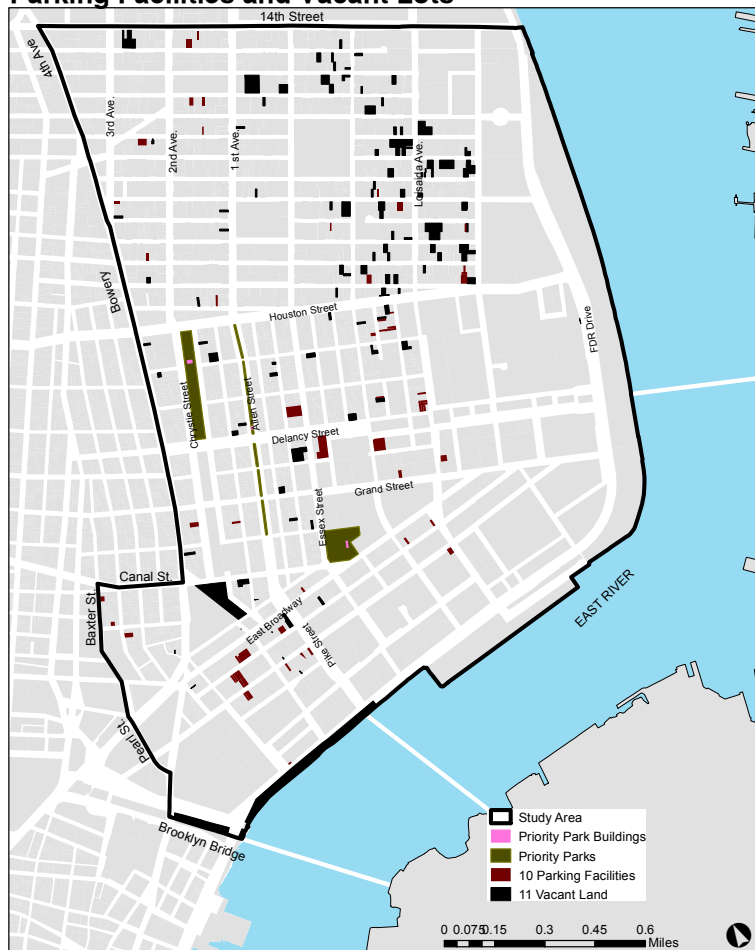 Parking Facilities and Vacant Lots
14th Street
4th Ave
3rd Ave.
2nd Ave.
1 st Ave.
Loisaida Ave.
Bowery
Houston Street
FDR Drive
Chrystie Street
Allen Street
Delancy Street
Grand Street
Essex Street
Canal St.
Baxter St.
East Broadway
Pike Street
EAST RIVER
Pearl St.
Brooklyn Bridge
Study Area
Priority Park Buildings
Priority Parks
10 Parking Facilities
11 Vacant Land
0 0.075 0.15 0.3 0.45 0.6
Miles